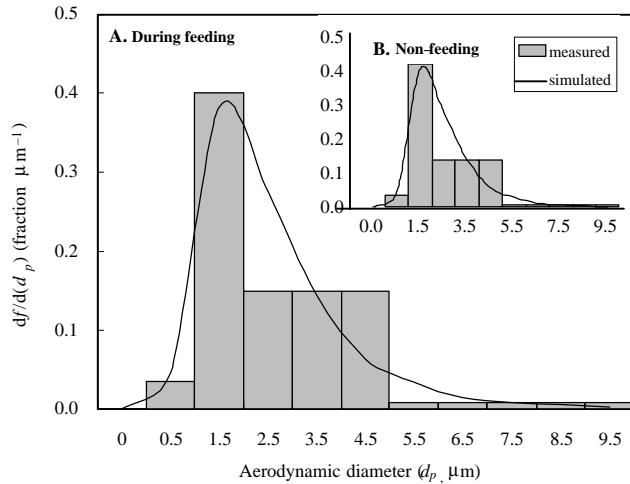 0.5
A. During feeding
0.4
0.3
0.2
0.1
0.0
df/d(d_p) (fraction μm⁻¹)
0 0.5 1.5 2.5 3.5 4.5 5.5 6.5 7.5 8.5 9.5
Aerodynamic diameter (d_p, μm)
B. Non-feeding
0.5
0.4
0.3
0.2
0.1
0.0
0.0 1.5 3.5 5.5 7.5 9.5
measured
simulated